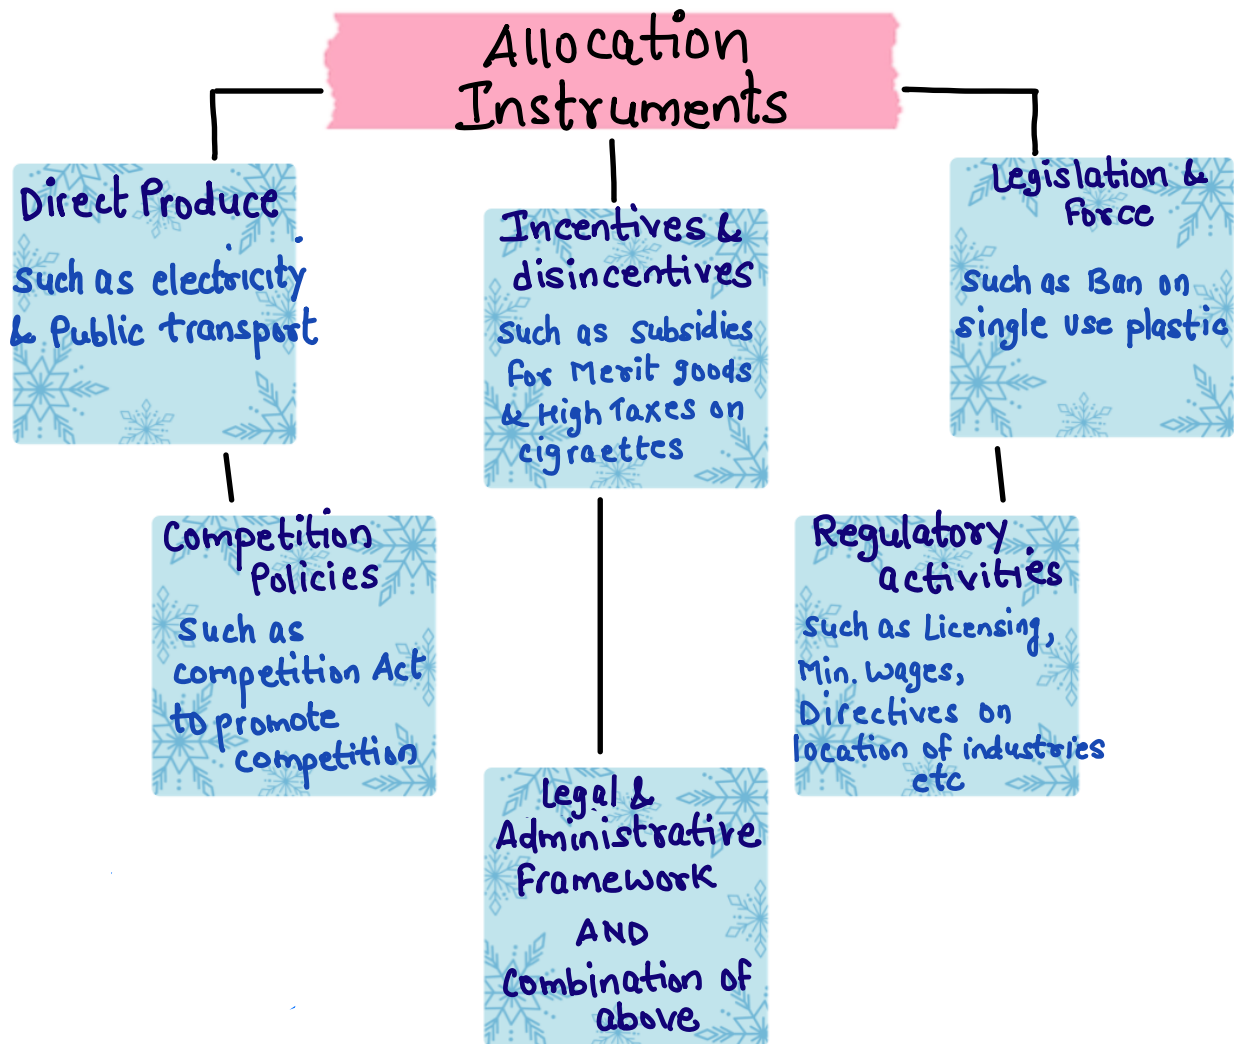 Allocation
Instruments
Direct Produce
such as electricity
& Public transport
Incentives &
disincentives
such as subsidies
for Merit goods
& High Taxes on
cigraettes
Legislation &
Force
such as Ban on
single use plastic
Competition
Policies
such as
competition Act
to promote
competition
Regulatory
activities
such as Licensing,
Min. wages,
Directives on
location of industries
etc
Legal &
Administrative
Framework
AND
Combination of
above